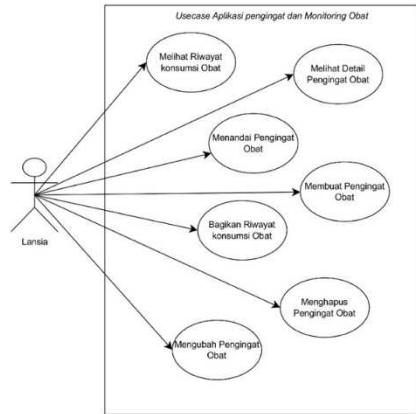 Usecase Aplikasi pengingat dan Monitoring Obat
Melihat Riwayat
konsumsi Obat
Melihat Detail
Pengingat Obat
Menandai Pengingat
Obat
Membuat Pengingat
Obat
Bagikan Riwayat
konsumsi Obat
Lansia
Menghapus
Pengingat Obat
Mengubah Pengingat
Obat